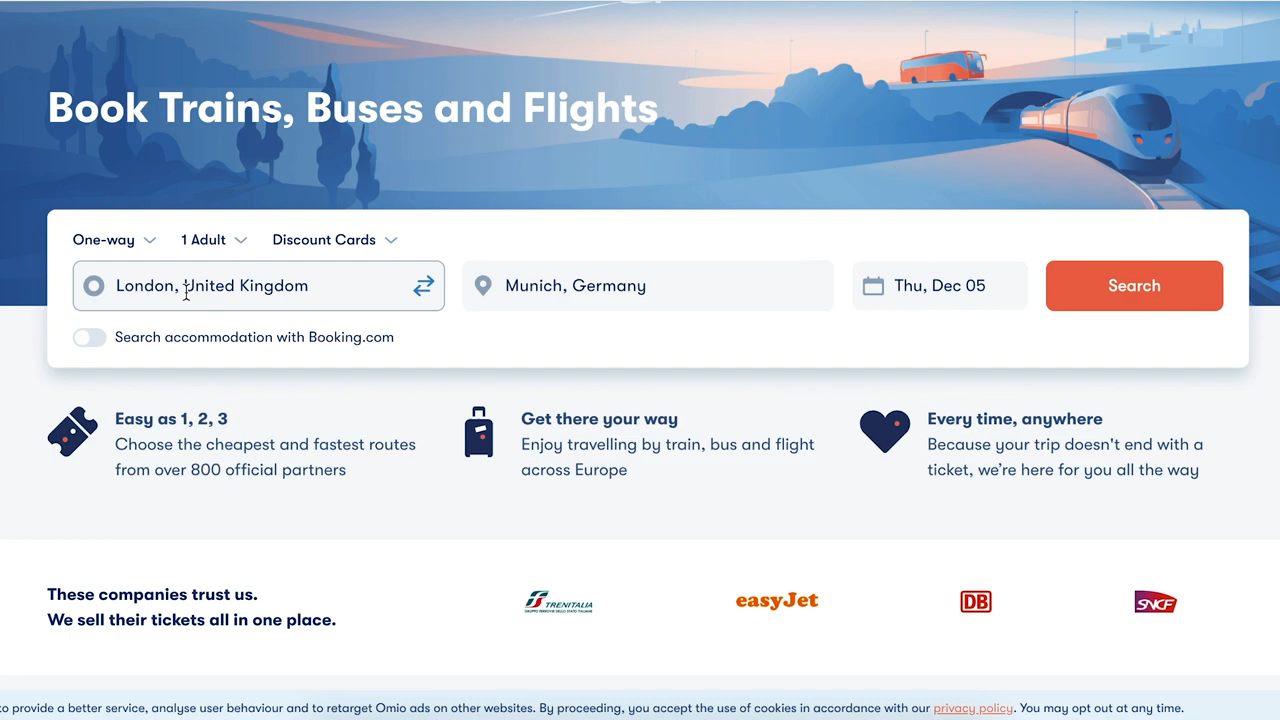 Book Trains, Buses and Flights
One-way
1 Adult
Discount Cards
London, United Kingdom
Munich, Germany
Thu, Dec 05
Search
Search accommodation with Booking.com
Easy as 1, 2, 3
Choose the cheapest and fastest routes
from over 800 official partners
Get there your way
Enjoy travelling by train, bus and flight
across Europe
Every time, anywhere
Because your trip doesn't end with a
ticket, we’re here for you all the way
These companies trust us.
We sell their tickets all in one place.
TRENITALIA
GRUPPO FERROVIE DELLO STATO ITALIANE
easyJet
DB
SNCF
to provide a better service, analyse user behaviour and to retarget Omio ads on other websites. By proceeding, you accept the use of cookies in accordance with our privacy policy. You may opt out at any time.